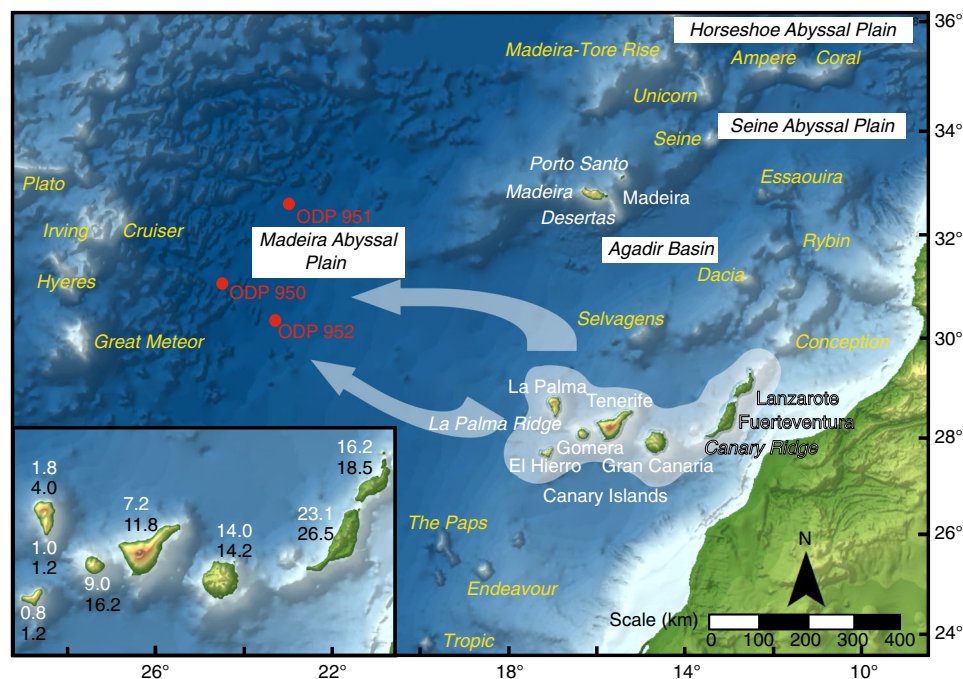 36°
Horseshoe Abyssal Plain
Madeira-Tore Rise
Ampere
Coral
Unicorn
34°
Seine Abyssal Plain
Seine
Porto Santo
Essaouira
Plato
Madeira
Madeira
Desertas
ODP 951
Irving
Cruiser
Madeira Abyssal
Plain
Agadir Basin
Rybin
32°
Hyeres
Dacia
ODP 950
Selvagens
ODP 952
Great Meteor
Conception
30°
La Palma
Tenerife
Lanzarote
La Palma Ridge
Fuerteventura
Gomera
Canary Ridge
28°
El Hierro
Gran Canaria
Canary Islands
16.2
18.5
1.8
4.0
7.2
11.8
23.1
26.5
14.0
14.2
1.0
1.2
9.0
16.2
0.8
1.2
The Paps
26°
N
Endeavour
Scale (km)
0
100
200
300
400
Tropic
24°
26°
22°
18°
14°
10°